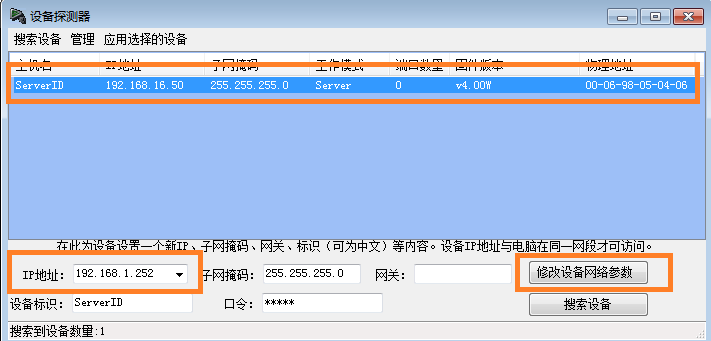 设备探测器
搜索设备 管理 应用选择的设备
主机名 IP地址 子网掩码 工作模式 端口数量 固件版本 物理地址
ServerID 192.168.16.50 255.255.255.0 Server 0 v4.00W 00-06-98-05-04-06
在此为设备设置一个新IP、子网掩码、网关、标识（可为中文）等内容。设备IP地址与电脑在同一网段才可访问。
IP地址： 192.168.1.252 子网掩码： 255.255.255.0 网关： 修改设备网络参数
设备标识： ServerID 口令： ***** 搜索设备
搜索到设备数量:1